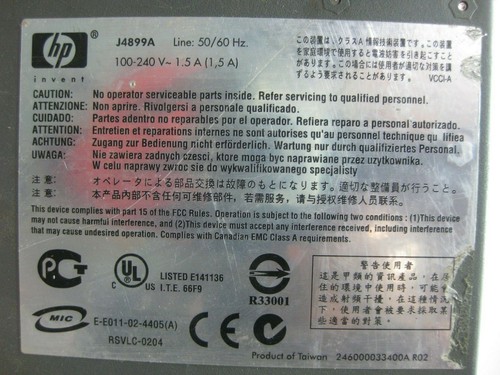 hp
invent
J4899A Line: 50/60 Hz.
100-240 V~ 1.5 A (1,5 A)
この装置は、クラスA情報技術装置です。この装置
を家庭環境で使用すると電波妨害を引き起こすこと
があります。この場合には使用者が適切な対策を講
ずるよう要求されることがあります。 VCCI-A
CAUTION: No operator serviceable parts inside. Refer servicing to qualified personnel.
ATTENZIONE: Non aprire. Rivolgersi a personale qualificado.
CUIDADO: Partes adentro no reparables por el operador. Refiera reparo a personal autorizado.
ATTENTION: Entretien et reparations internes ne sont autorisés qu'au personnel technique qu lifiea
ACHTUNG: Zugang zur Bedienung nicht erforderlich. Wartung nur durch qualifiziertes Personal.
UWAGA: Nie zawiera zadnych czesci, ktore moga byc naprawiane przez uzytkownika.
W celu naprawy zwroc sie do wykwalifikowanego specjalisty
注意: オペレータによる部品交換は故障のもとになります。適切な整備員が行うこと。
注意: 本产品内部不含任何可维修部件，若需服务，请与授权维修人员联系
This device complies with part 15 of the FCC Rules. Operation is subject to the following two conditions : (1)This device
may not cause harmful interference, and (2)This device must accept any interference received, including interference
that may cause undesired operation. Complies with Canadian EMC Class A requirements.
C UL US
LISTED E141136
I.T.E. 66F9
R33001
警告使用者
這是甲類的資訊產品，在居
住的環境中使用時，可能會
造成射頻干擾，在這種情況
下，使用者會被要求採取某
些適當的對策。
MIC
E-E011-02-4405(A)
RSVLC-0204
CE
Product of Taiwan 246000033400A R02